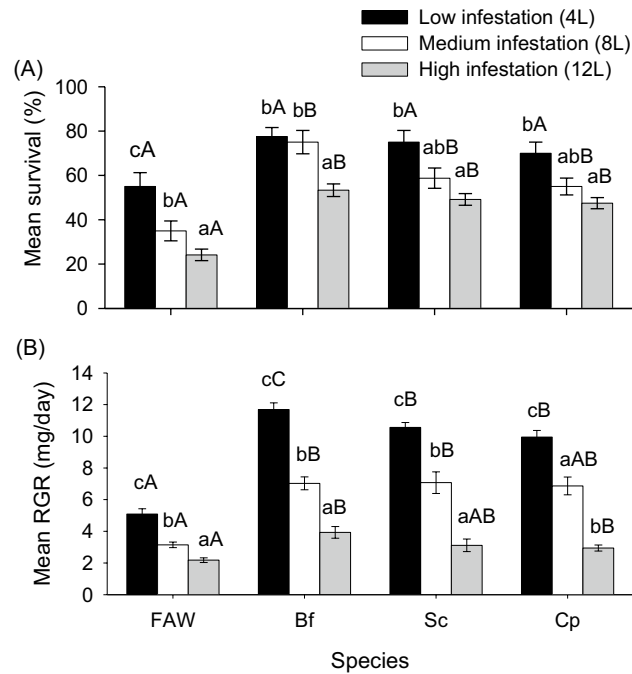 Low infestation (4L)
Medium infestation (8L)
High infestation (12L)
(A)
Mean survival (%)
100
80
60
40
20
0
cA bA aA bA bB aB bA abB aB bA abB aB
(B)
Mean RGR (mg/day)
14
12
10
8
6
4
2
0
cA bA aA cC bB aB cB bB aAB cB aAB bB
FAW Bf Sc Cp
Species